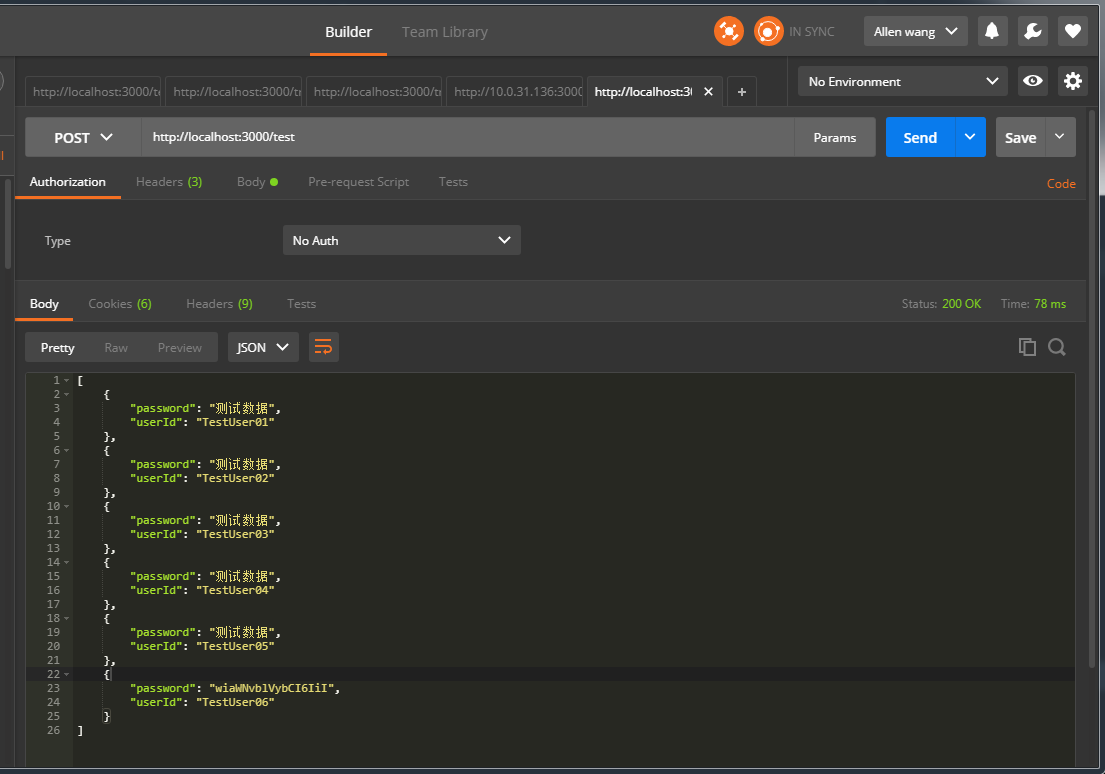 Builder
Team Library
IN SYNC
Allen wang
http://localhost:3000/t
http://localhost:3000/t
http://localhost:3000/t
http://10.0.31.136:3000
http://localhost:3
No Environment
POST
http://localhost:3000/test
Params
Send
Save
Authorization
Headers (3)
Body
Pre-request Script
Tests
Code
Type
No Auth
Body
Cookies (6)
Headers (9)
Tests
Status: 200 OK
Time: 78 ms
Pretty
Raw
Preview
JSON
1 [
2 {
3 "password": "测试数据",
4 "userId": "TestUser01"
5 },
6 {
7 "password": "测试数据",
8 "userId": "TestUser02"
9 },
10 {
11 "password": "测试数据",
12 "userId": "TestUser03"
13 },
14 {
15 "password": "测试数据",
16 "userId": "TestUser04"
17 },
18 {
19 "password": "测试数据",
20 "userId": "TestUser05"
21 },
22 {
23 "password": "wiaWNvblVybCI6IiI",
24 "userId": "TestUser06"
25 }
26 ]